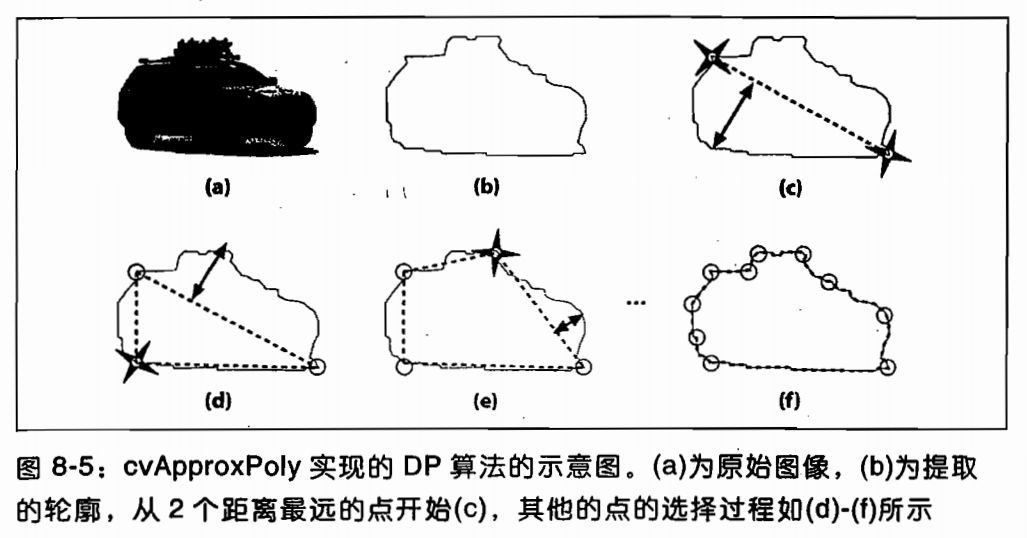 (a)
(b)
(c)
(d)
(e)
...
(f)
图 8-5：cvApproxPoly 实现的 DP 算法的示意图。(a)为原始图像，(b)为提取
的轮廓，从 2 个距离最远的点开始(c)，其他的点的选择过程如(d)-(f)所示